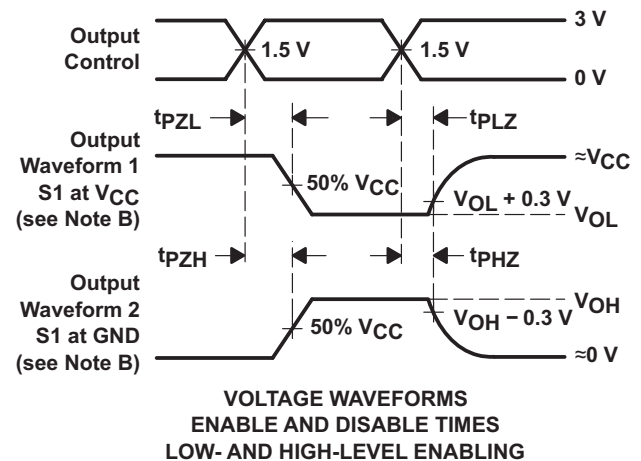 Output
Control
1.5 V
1.5 V
3 V
0 V
tPZL
tPLZ
Output
Waveform 1
S1 at VCC
(see Note B)
50% VCC
VOL + 0.3 V
≈VCC
VOL
tPZH
tPHZ
Output
Waveform 2
S1 at GND
(see Note B)
50% VCC
VOH − 0.3 V
VOH
≈0 V
VOLTAGE WAVEFORMS
ENABLE AND DISABLE TIMES
LOW- AND HIGH-LEVEL ENABLING